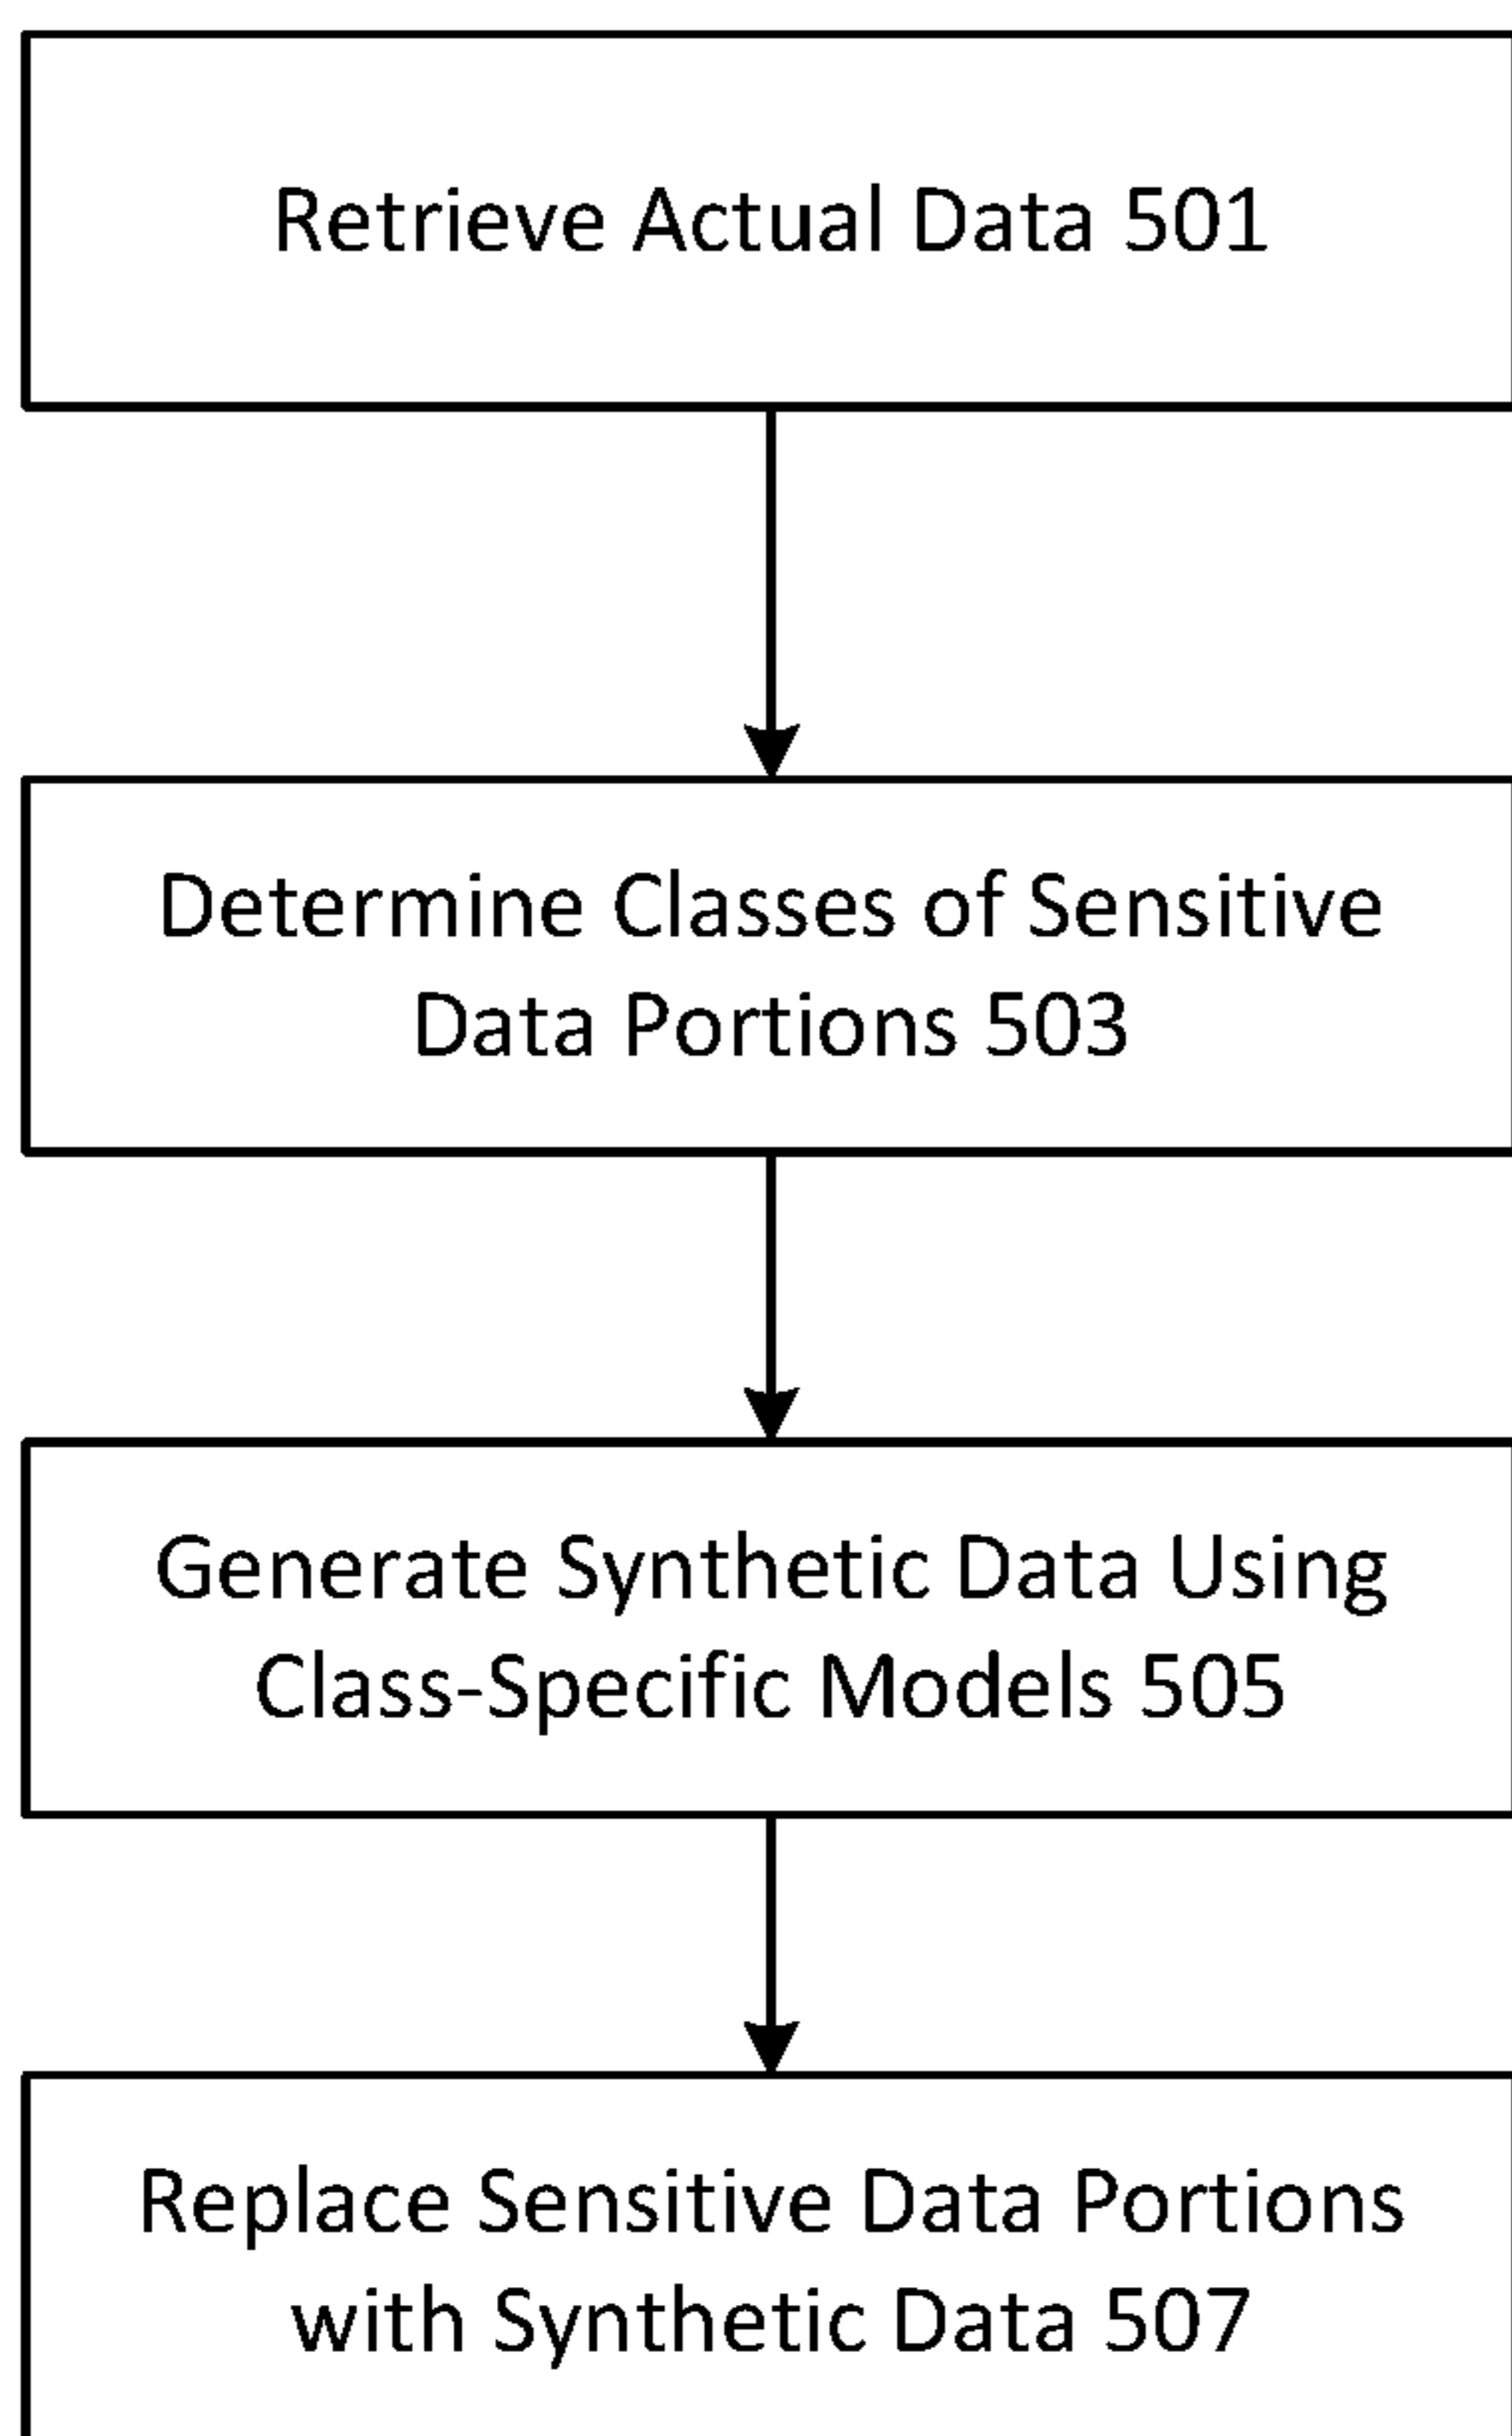 Retrieve Actual Data 501
Determine Classes of Sensitive
Data Portions 503
Generate Synthetic Data Using
Class-Specific Models 505
Replace Sensitive Data Portions
with Synthetic Data 507